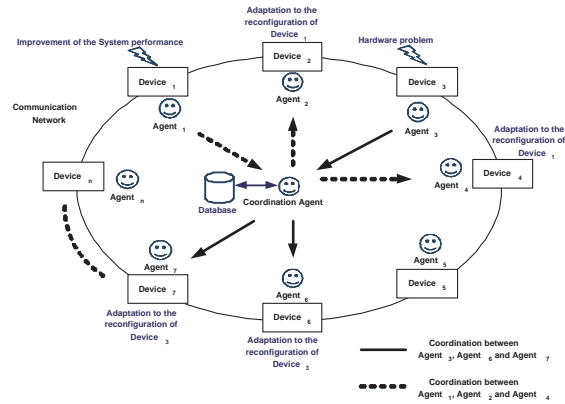 Adaptation to the
reconfiguration of
Device 1
Improvement of the System performance
Hardware problem
Device 1
Device 2
Device 3
Agent 1
Agent 2
Agent 3
Communication
Network
Adaptation to the
reconfiguration of
Device 1
Device n
Agent n
Database
Coordination Agent
Agent 4
Device 4
Agent 7
Device 7
Agent 6
Device 6
Agent 5
Device 5
Adaptation to the
reconfiguration of
Device 3
Adaptation to the
reconfiguration of
Device 3
Coordination between
Agent 3, Agent 6 and Agent 7
Coordination between
Agent 1, Agent 2 and Agent 4